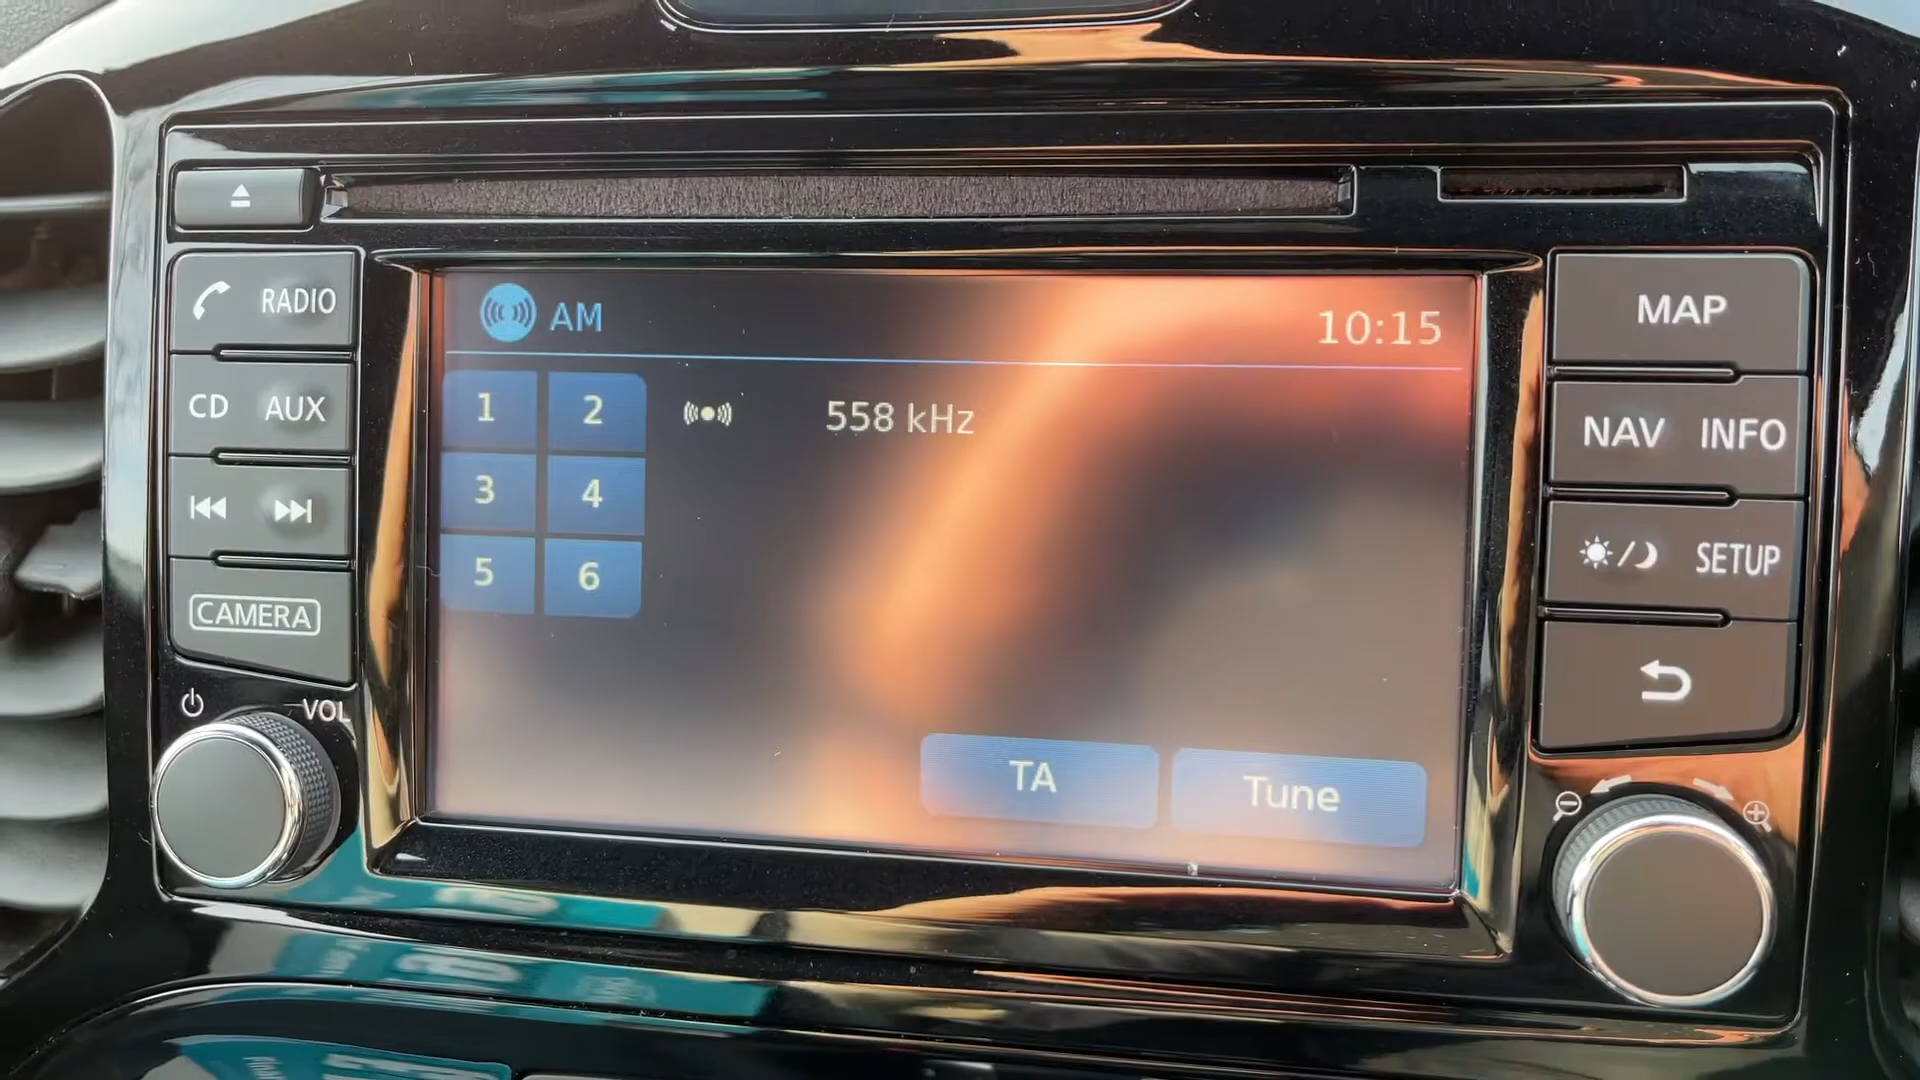 RADIO
CD AUX
CAMERA
VOL
AM
10:15
1 2
558 kHz
3 4
5 6
TA
Tune
MAP
NAV INFO
SETUP